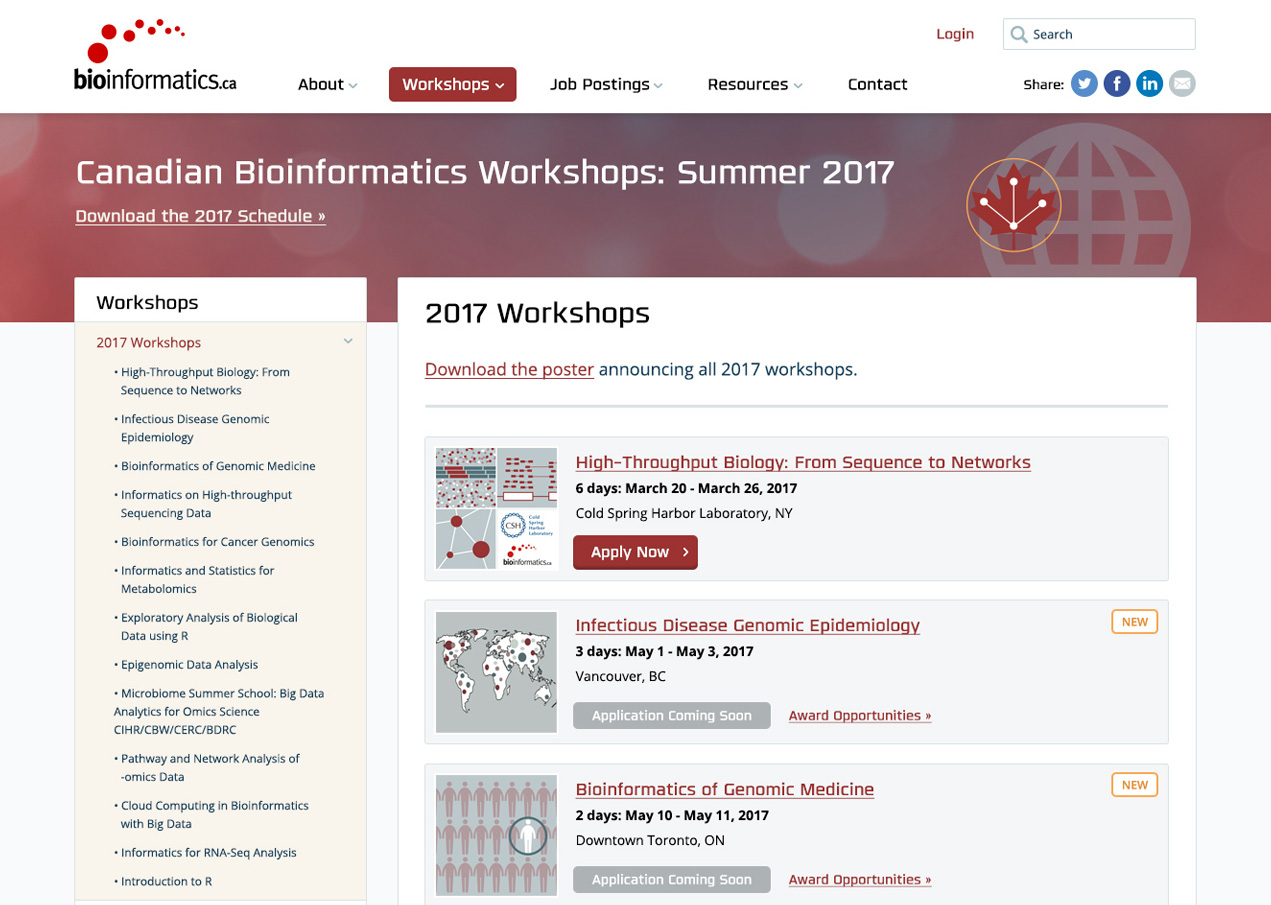 Login
Search
bioinformatics.ca
About
Workshops
Job Postings
Resources
Contact
Share:
Canadian Bioinformatics Workshops: Summer 2017
Download the 2017 Schedule »
Workshops
2017 Workshops
• High-Throughput Biology: From
Sequence to Networks
• Infectious Disease Genomic
Epidemiology
• Bioinformatics of Genomic Medicine
• Informatics on High-throughput
Sequencing Data
• Bioinformatics for Cancer Genomics
• Informatics and Statistics for
Metabolomics
• Exploratory Analysis of Biological
Data using R
• Epigenomic Data Analysis
• Microbiome Summer School: Big Data
Analytics for Omics Science
CIHR/CBW/CERC/BDRC
• Pathway and Network Analysis of
-omics Data
• Cloud Computing in Bioinformatics
with Big Data
• Informatics for RNA-Seq Analysis
• Introduction to R
2017 Workshops
Download the poster announcing all 2017 workshops.
CSH
Cold
Spring
Harbor
Laboratory
bioinformatics.ca
High-Throughput Biology: From Sequence to Networks
6 days: March 20 - March 26, 2017
Cold Spring Harbor Laboratory, NY
Apply Now
Infectious Disease Genomic Epidemiology
NEW
3 days: May 1 - May 3, 2017
Vancouver, BC
Application Coming Soon
Award Opportunities »
Bioinformatics of Genomic Medicine
NEW
2 days: May 10 - May 11, 2017
Downtown Toronto, ON
Application Coming Soon
Award Opportunities »